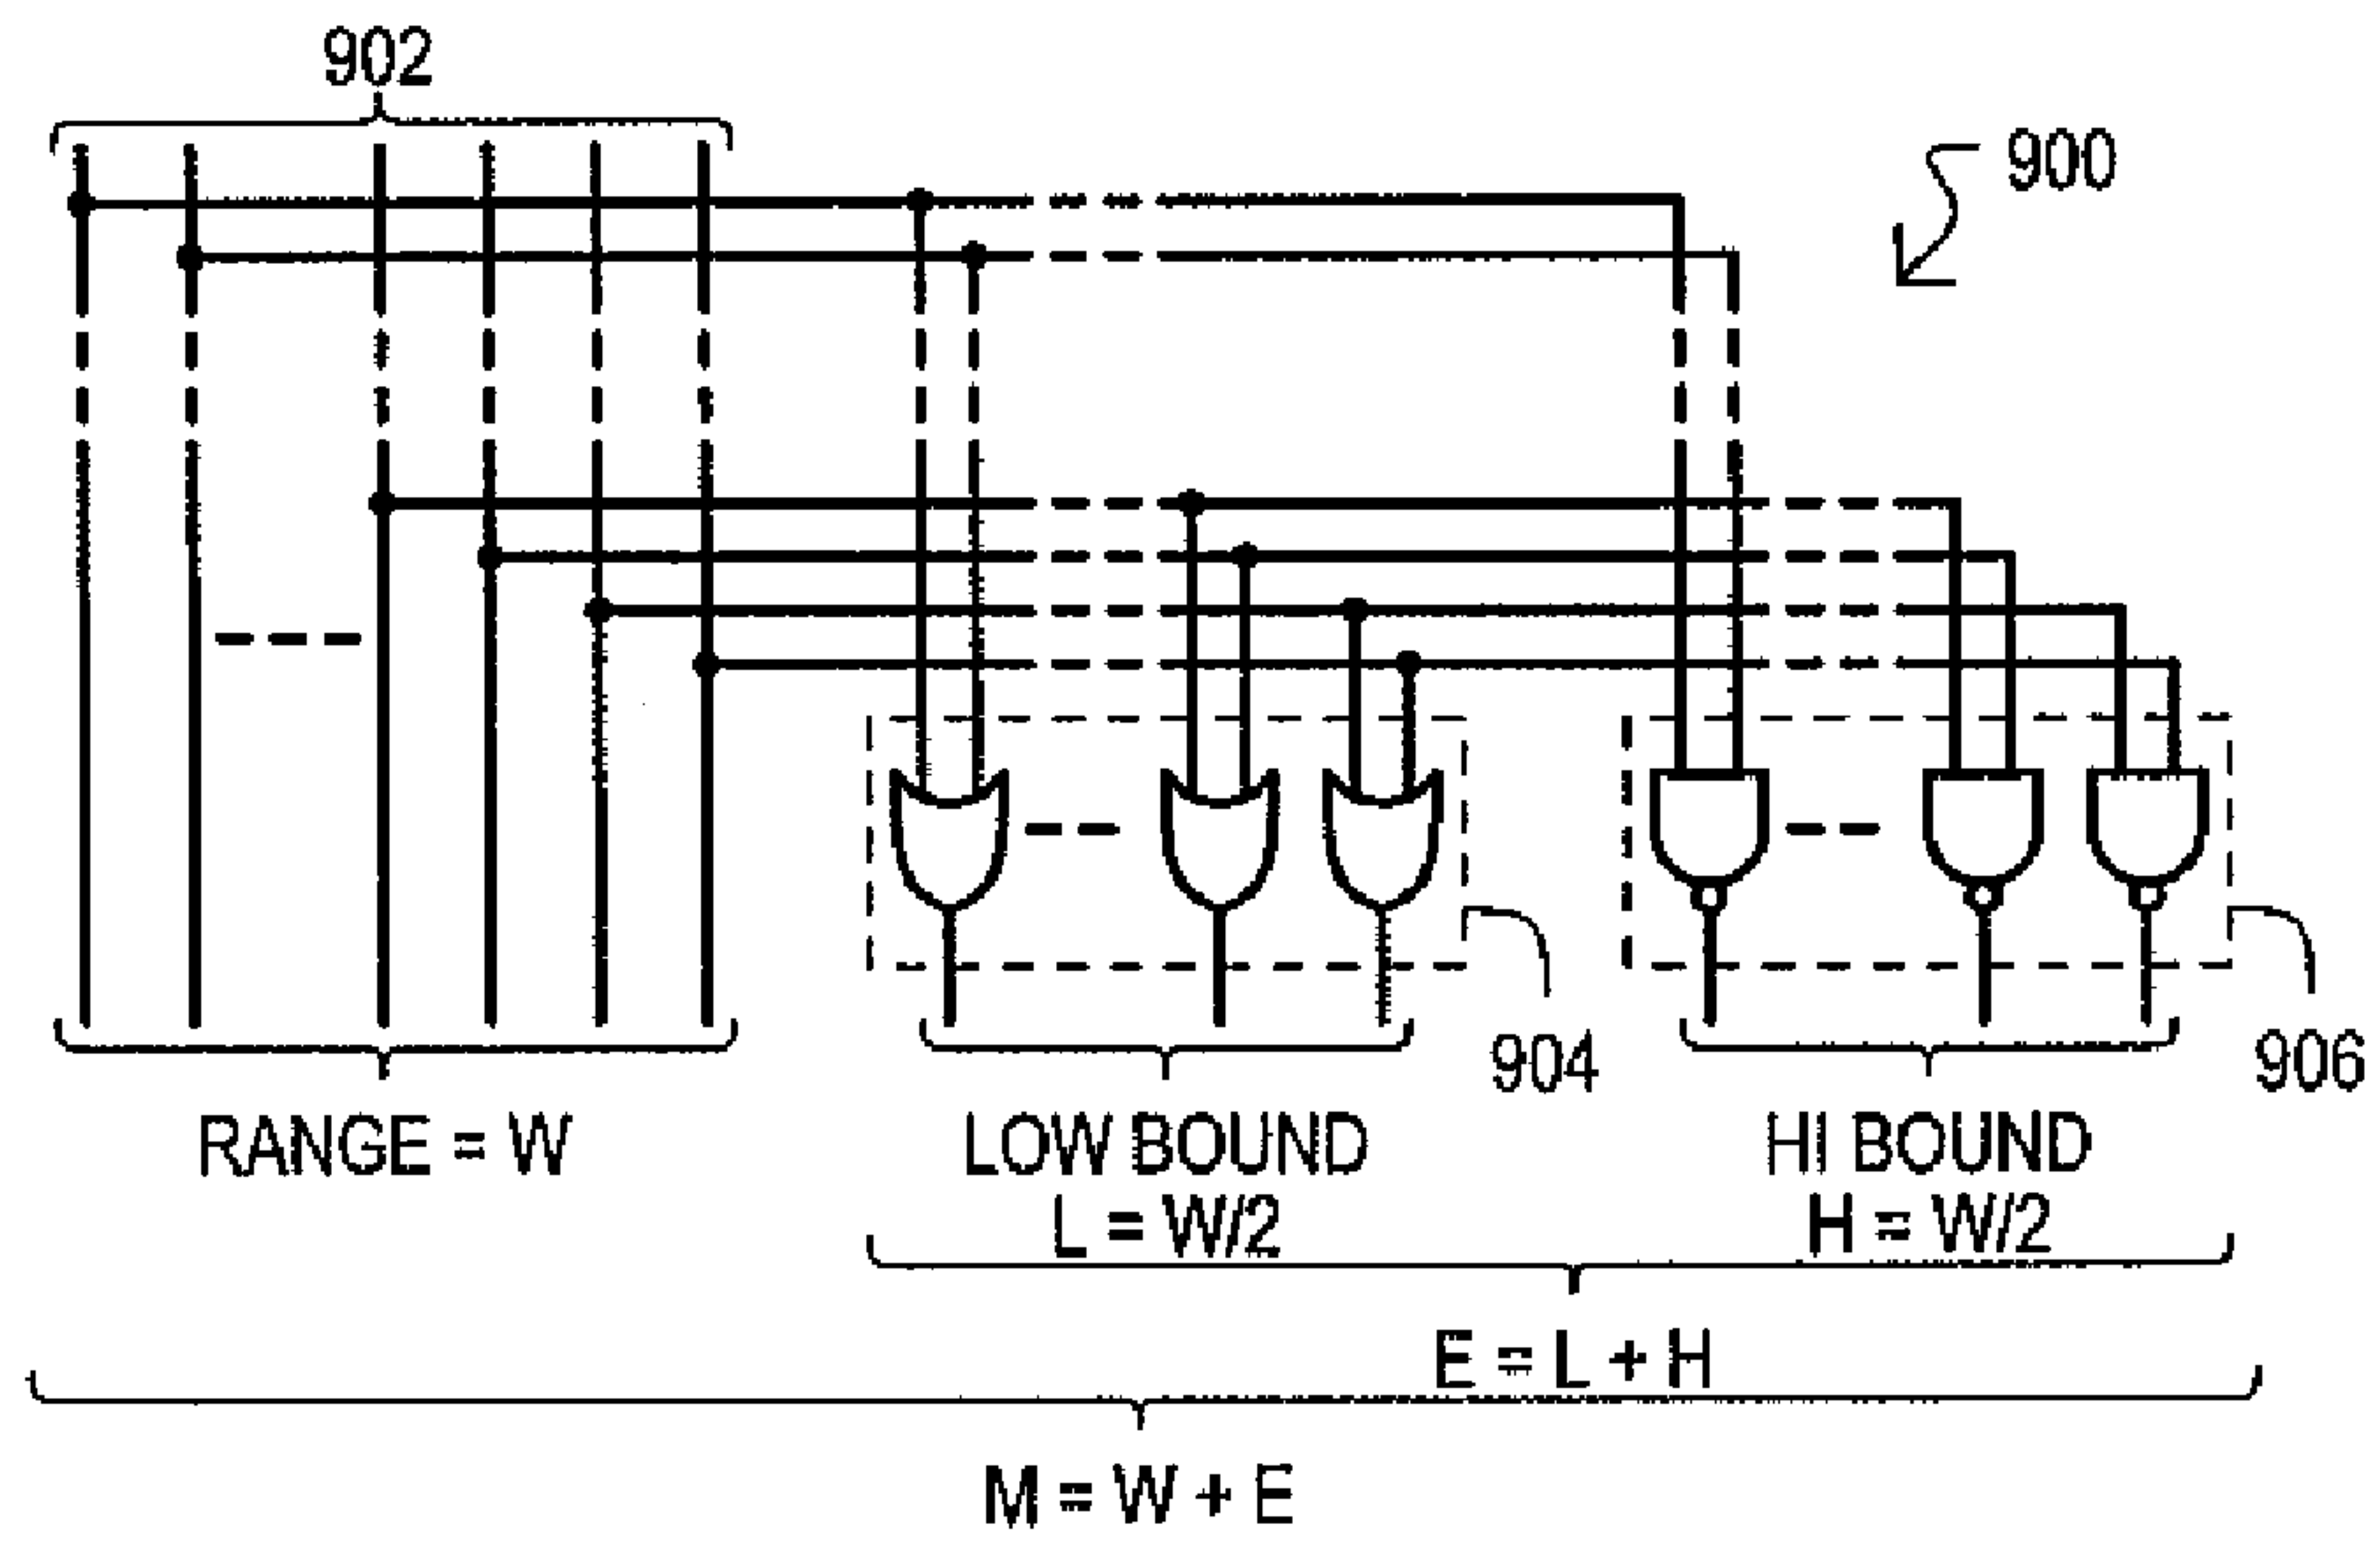 902
900
904
906
RANGE = W
LOW BOUND
L = W/2
HI BOUND
H = W/2
E = L + H
M = W + E